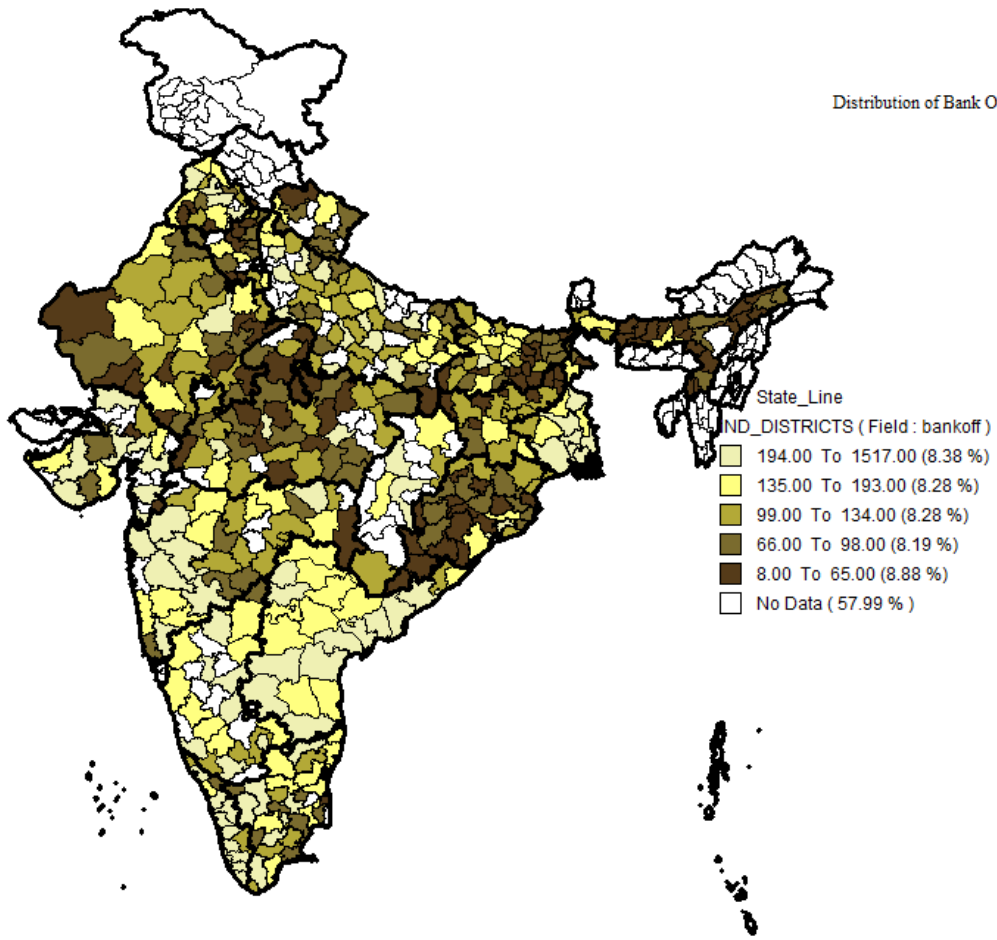 Distribution of Bank O
State_Line
ND_DISTRICTS ( Field : bankoff )
194.00 To 1517.00 (8.38 %)
135.00 To 193.00 (8.28 %)
99.00 To 134.00 (8.28 %)
66.00 To 98.00 (8.19 %)
8.00 To 65.00 (8.88 %)
No Data ( 57.99 % )